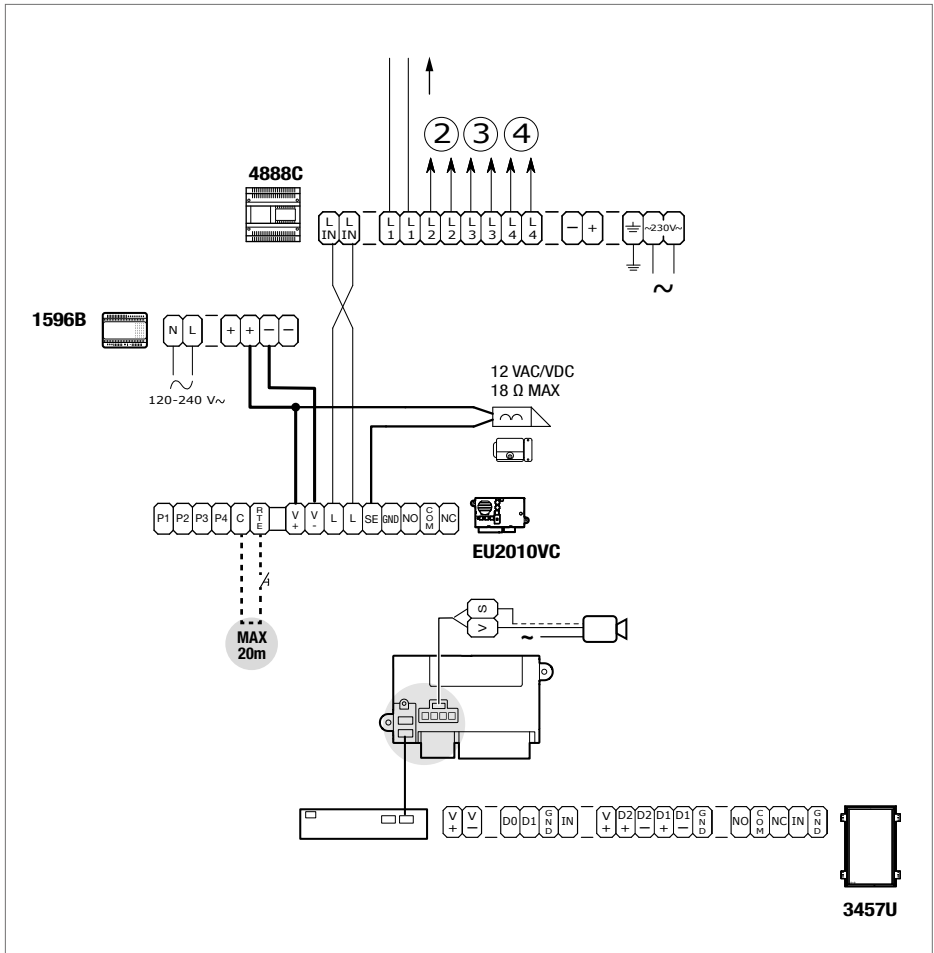 ② ③ ④
4888C
L IN L IN L 1 L 1 L 2 L 2 L 3 L 3 L 4 L 4 − + ~230V~
~
1596B
N L + + − −
120-240 V~
12 VAC/VDC
18 Ω MAX
P1 P2 P3 P4 C RTE V + V - L L SE GND NO COM NC
EU2010VC
MAX
20m
S
V
~
V + V − D0 D1 GND IN V + D2 + D2 − D1 + D1 − GND NO COM NC IN GND
3457U